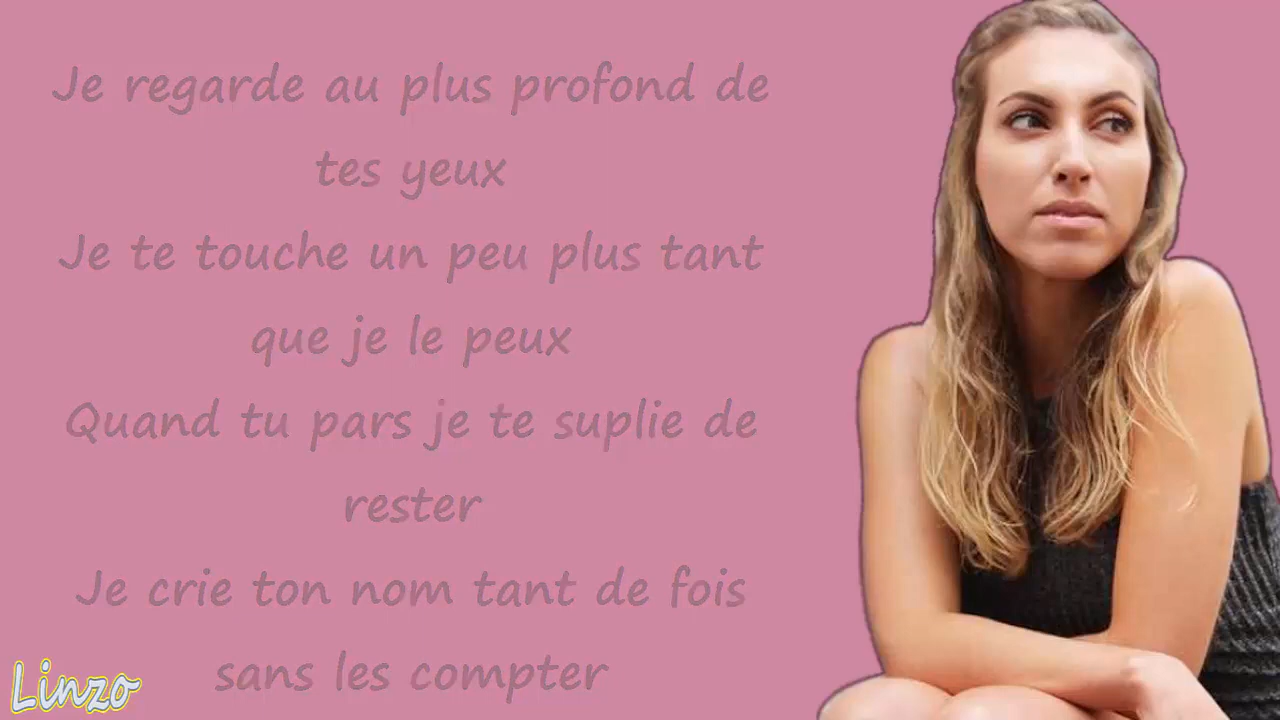 Je regarde au plus profond de
tes yeux
Je te touche un peu plus tant
que je le peux
Quand tu pars je te suplie de
rester
Je crie ton nom tant de fois
sans les compter
Linzo